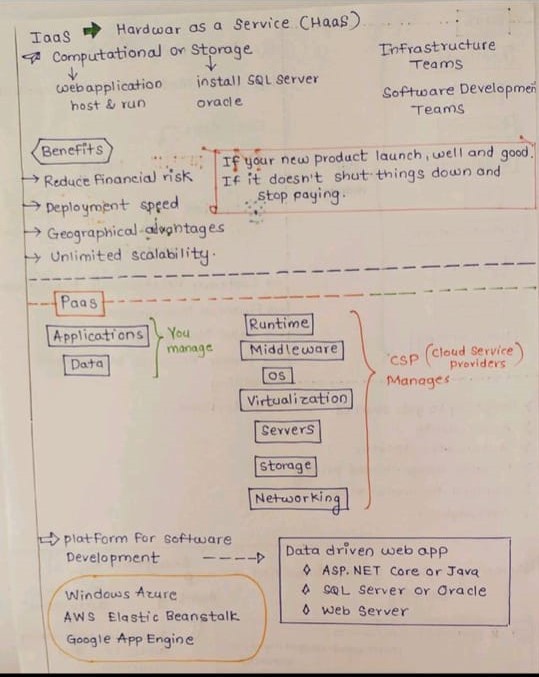 IaaS → Hardwar as a Service (HaaS)
Computational or Storage
webapplication
host & run
install SQL server
oracle
Infrastructure
Teams
Software Developmen
Teams
Benefits
→ Reduce Financial risk
→ Deployment speed
→ Geographical advantages
→ Unlimited scalability.
If your new product launch, well and good.
If it doesn't shut things down and
stop paying.
PaaS
Applications
Data
You
manage
Runtime
Middleware
OS
Virtualization
Servers
Storage
Networking
CSP (Cloud Service
Providers)
Manages
⇒ platform for software
Development ----▷
Data driven web app
◊ ASP.NET Core or Java
◊ SQL Server or Oracle
◊ Web Server
Windows Azure
AWS Elastic Beanstalk
Google App Engine